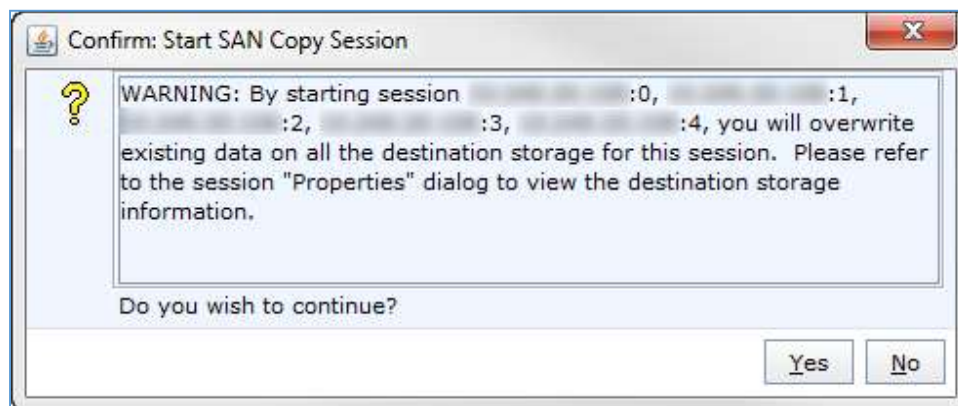 Confirm: Start SAN Copy Session
WARNING: By starting session :0, :1,
:2, :3, :4, you will overwrite
existing data on all the destination storage for this session. Please refer
to the session "Properties" dialog to view the destination storage
information.
Do you wish to continue?
Yes No